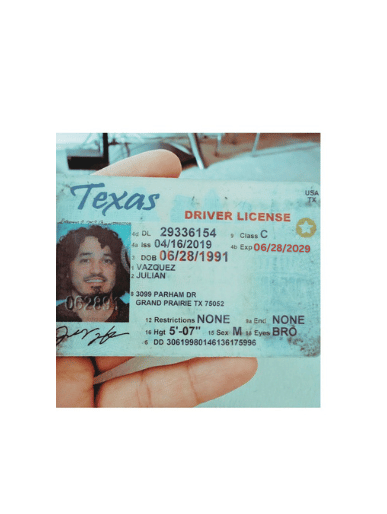 Texas
USA
TX
DRIVER LICENSE
4d DL 29336154 9 Class C
4a Iss 04/16/2019 4b Exp 06/28/2029
3 DOB 06/28/1991
1 VAZQUEZ
2 JULIAN
8 3099 PARHAM DR
GRAND PRAIRIE TX 75052
062891
12 Restrictions NONE 9a End NONE
16 Hgt 5'-07" 15 Sex M 18 Eyes BRO
5 DD 30619980146136175996